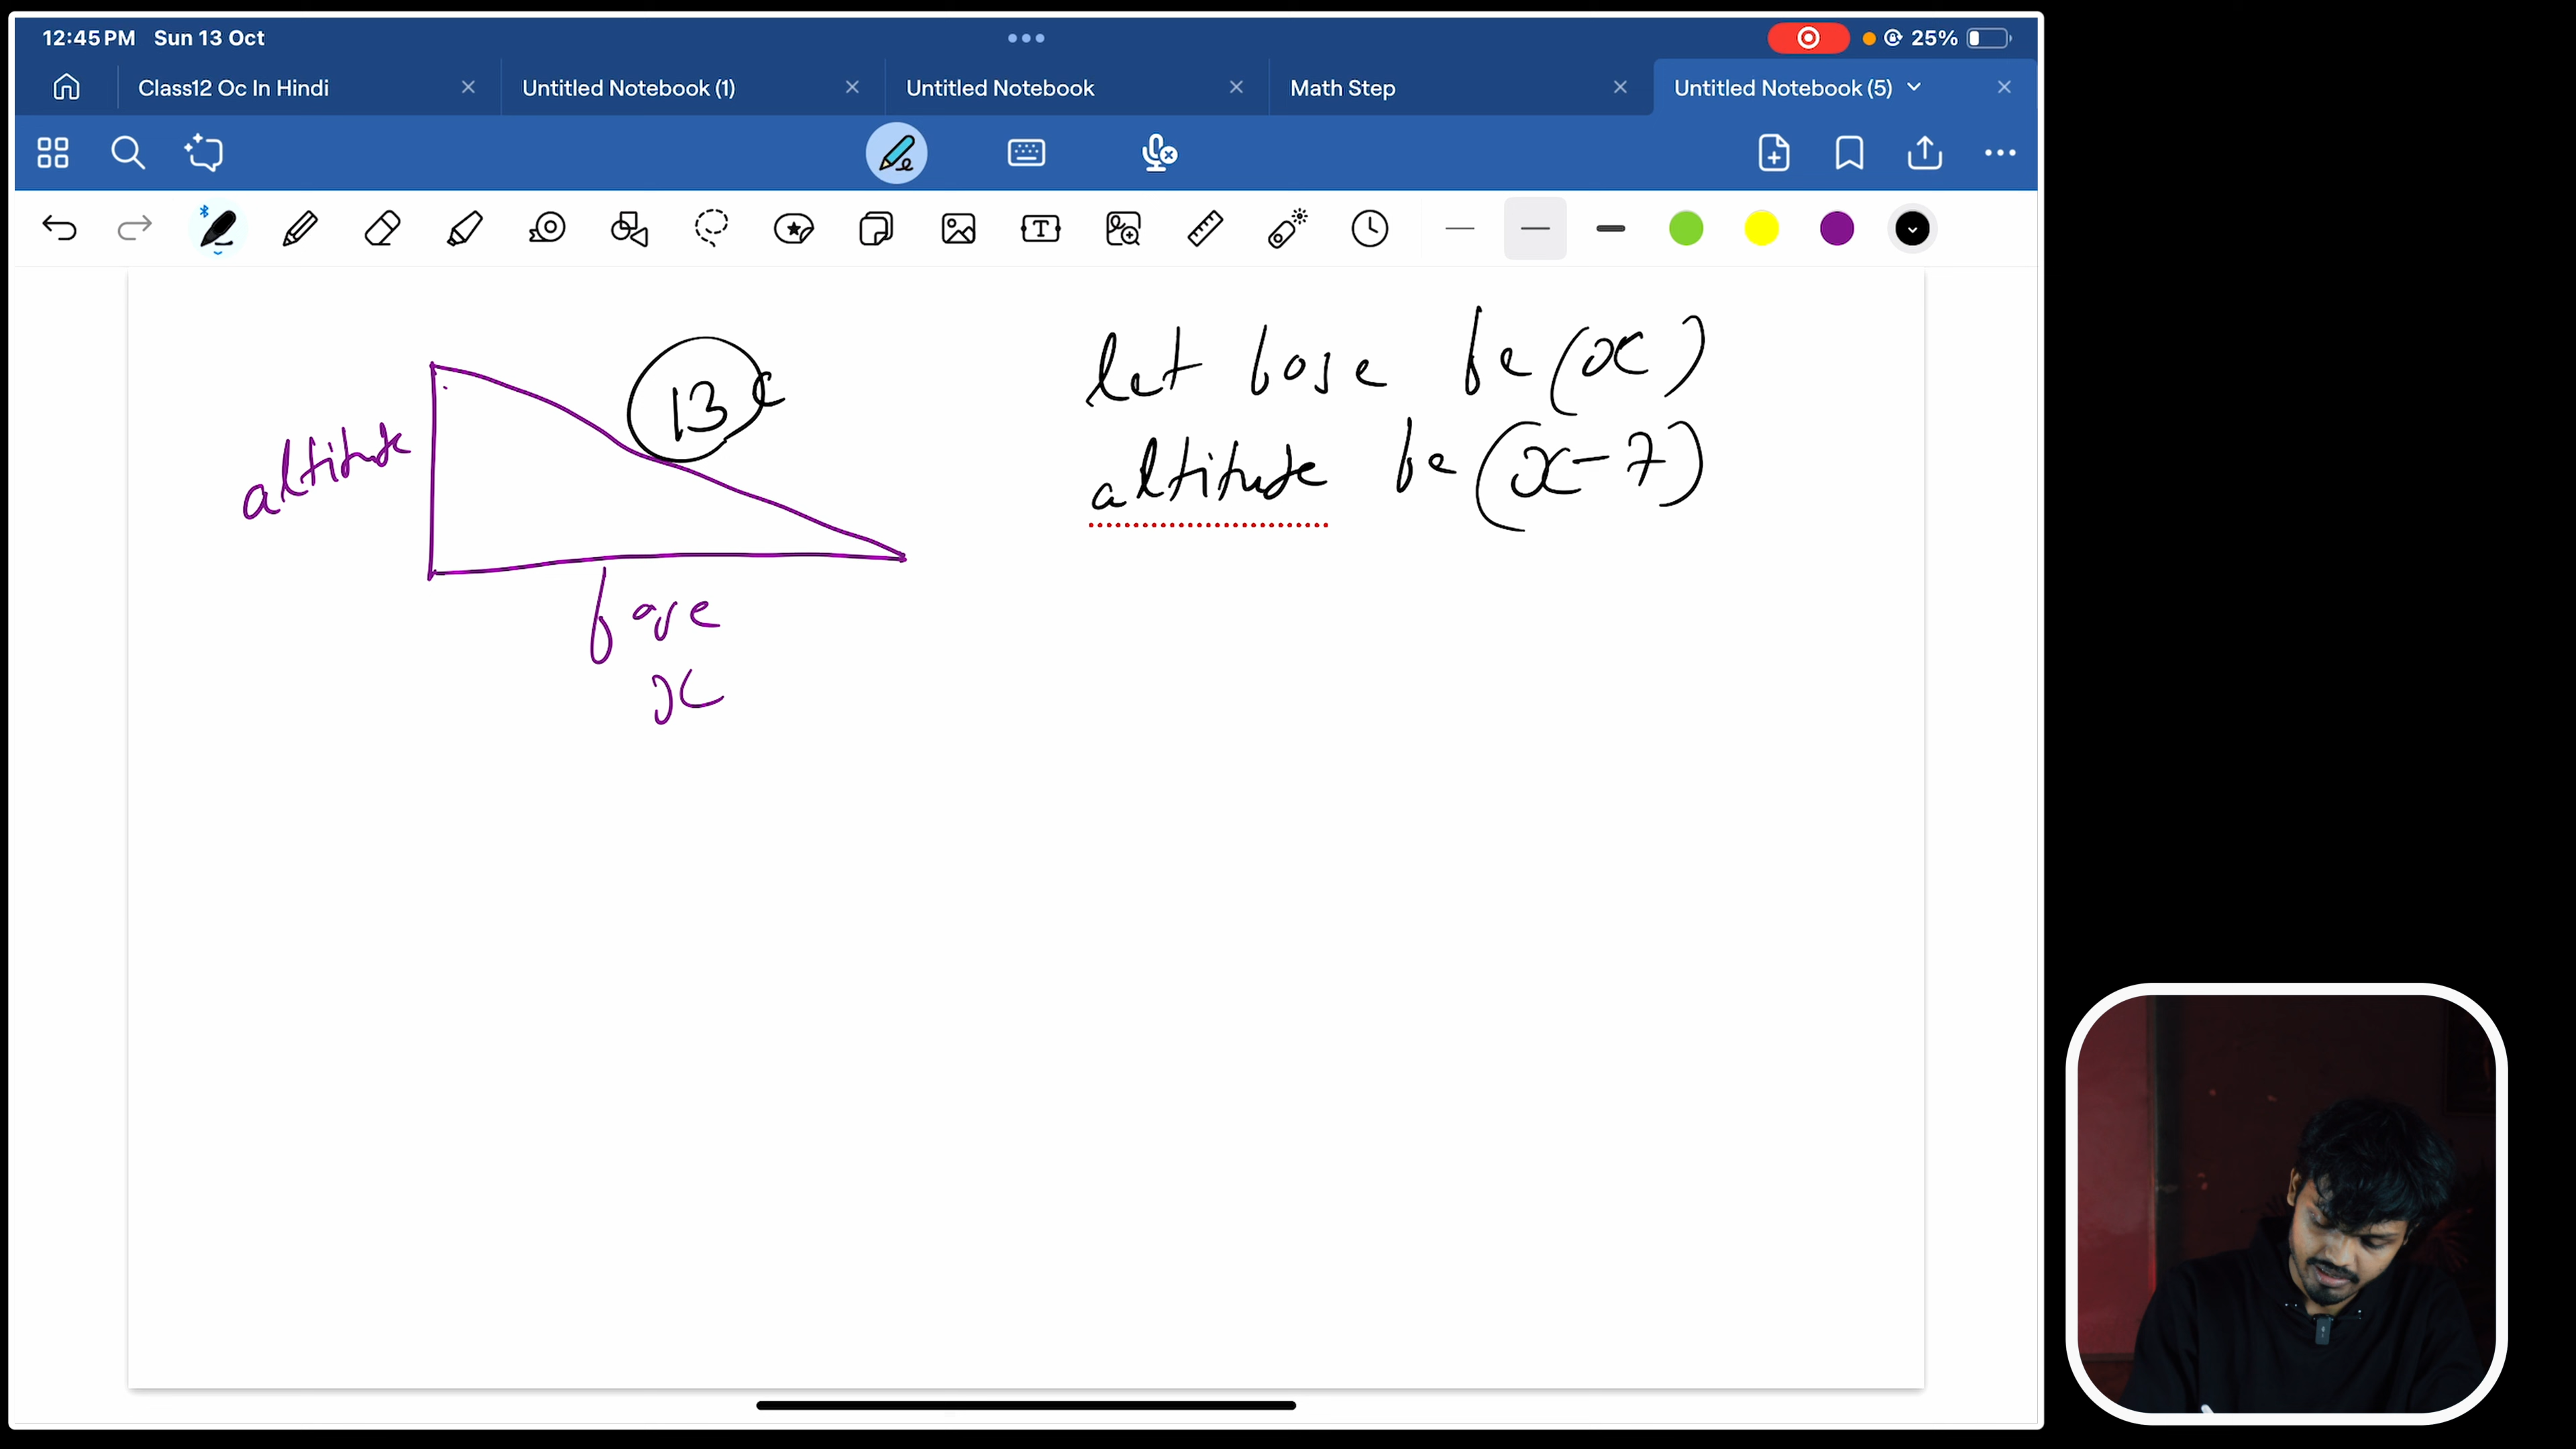 12:45 PM Sun 13 Oct
25%
Class12 Oc In Hindi
Untitled Notebook (1)
Untitled Notebook
Math Step
Untitled Notebook (5)
T
13c
altitude
base
x
let base be (x)
altitude be (x-7)